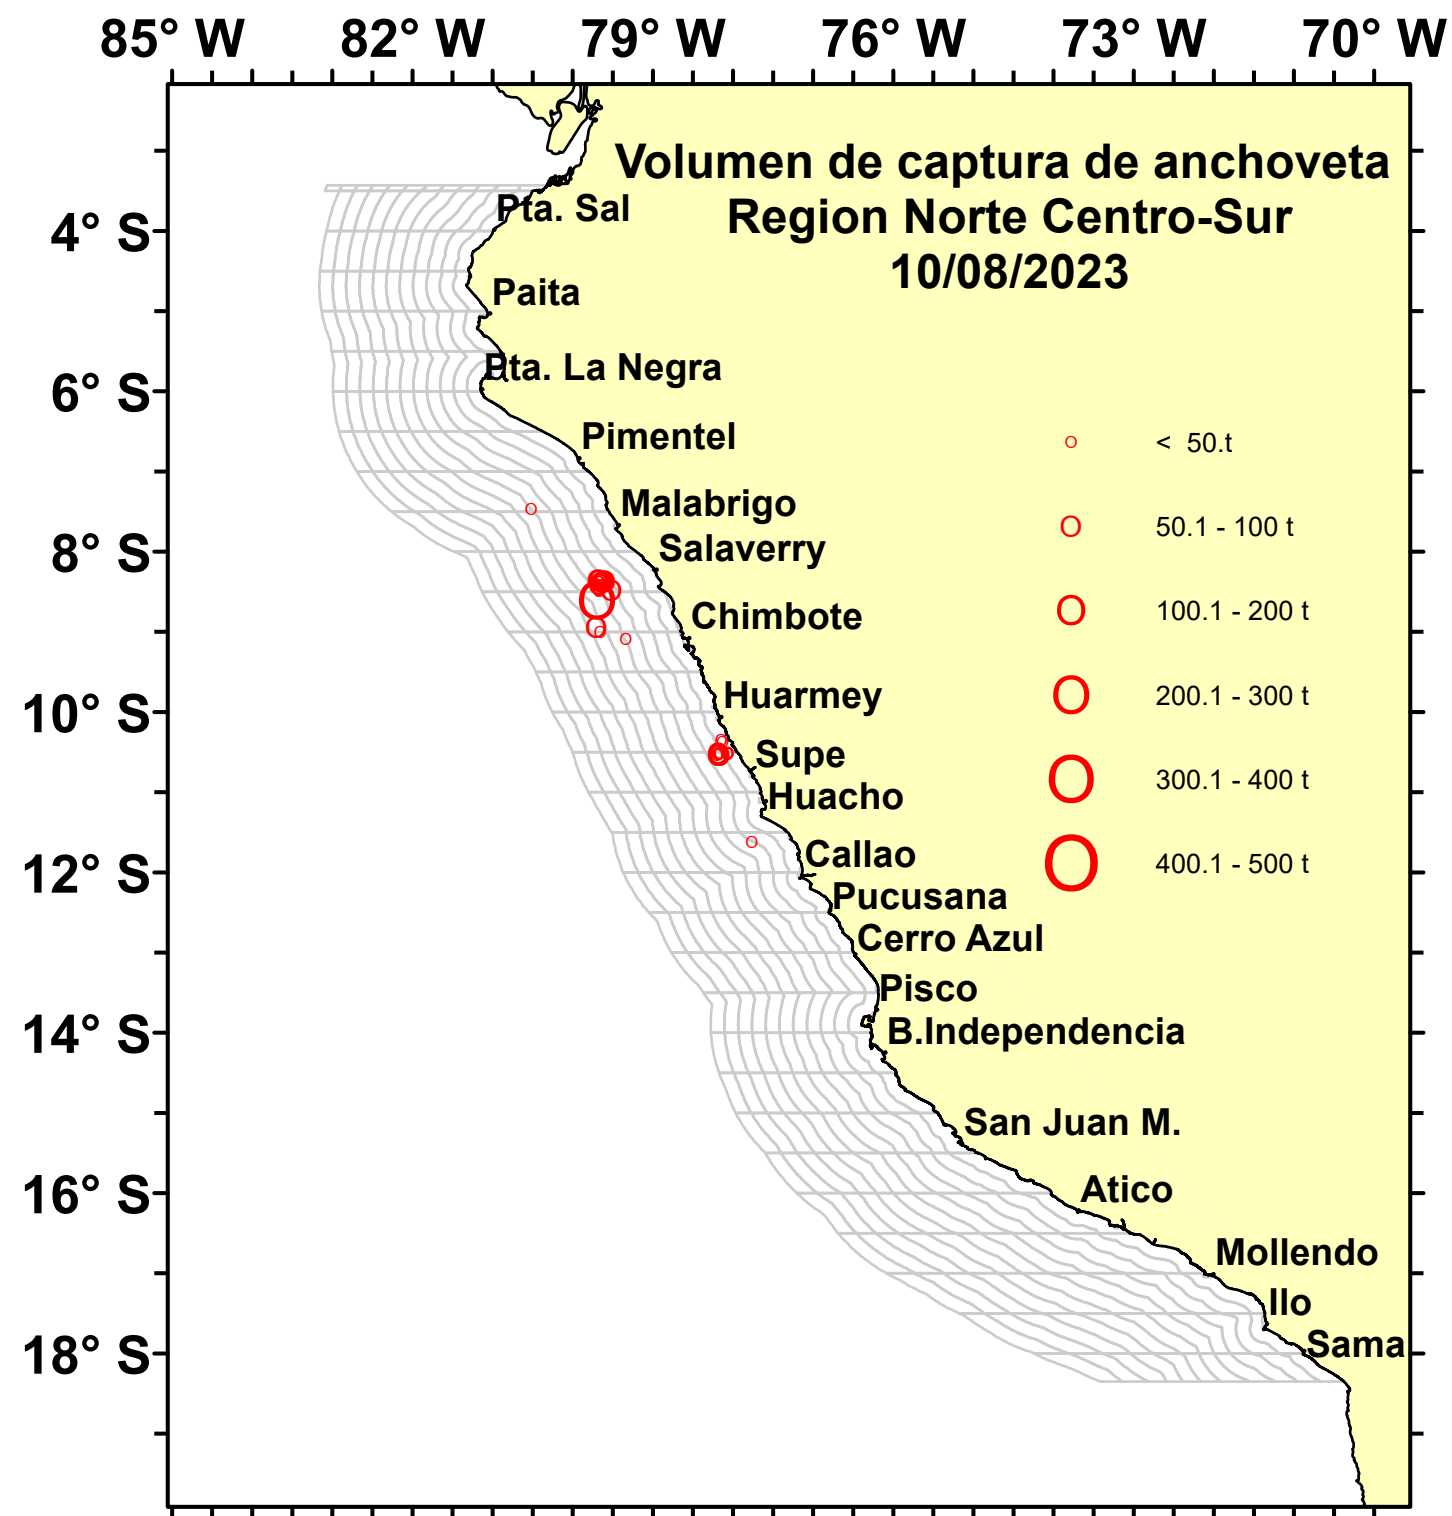 85° W 82° W 79° W 76° W 73° W 70° W
Volumen de captura de anchoveta
Region Norte Centro-Sur
10/08/2023
4° S
6° S
8° S
10° S
12° S
14° S
16° S
18° S
Pta. Sal
Paita
Pta. La Negra
Pimentel
Malabrigo
Salaverry
Chimbote
Huarmey
Supe
Huacho
Callao
Pucusana
Cerro Azul
Pisco
B.Independencia
San Juan M.
Atico
Mollendo
Ilo
Sama
< 50.t
50.1 - 100 t
100.1 - 200 t
200.1 - 300 t
300.1 - 400 t
400.1 - 500 t